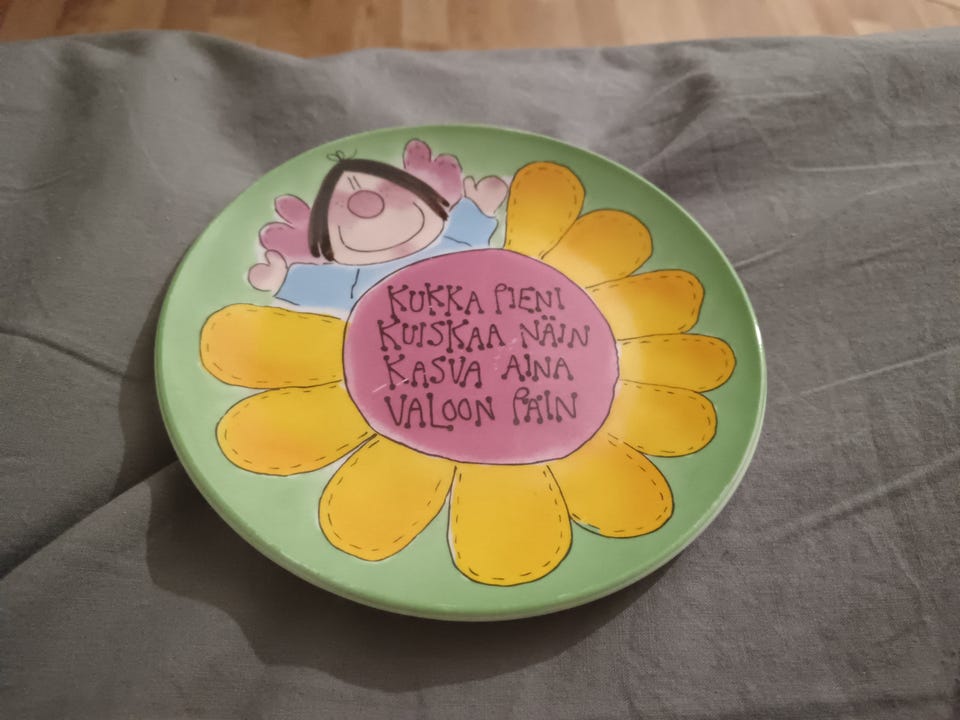 KUKKA PIENI
KUISKAA NÄIN
KASVA AINA
VALOON PÄIN